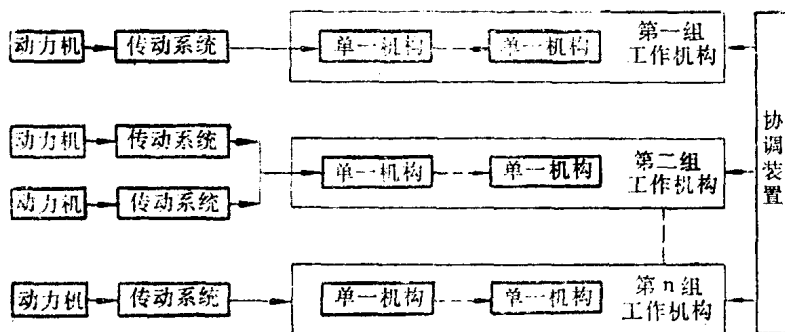 动力机 传动系统 单一机构 单一机构 第一组
工作机构
动力机 传动系统 单一机构 单一机构 第二组
工作机构
动力机 传动系统
动力机 传动系统 单一机构 单一机构 第n组
工作机构
协调装置